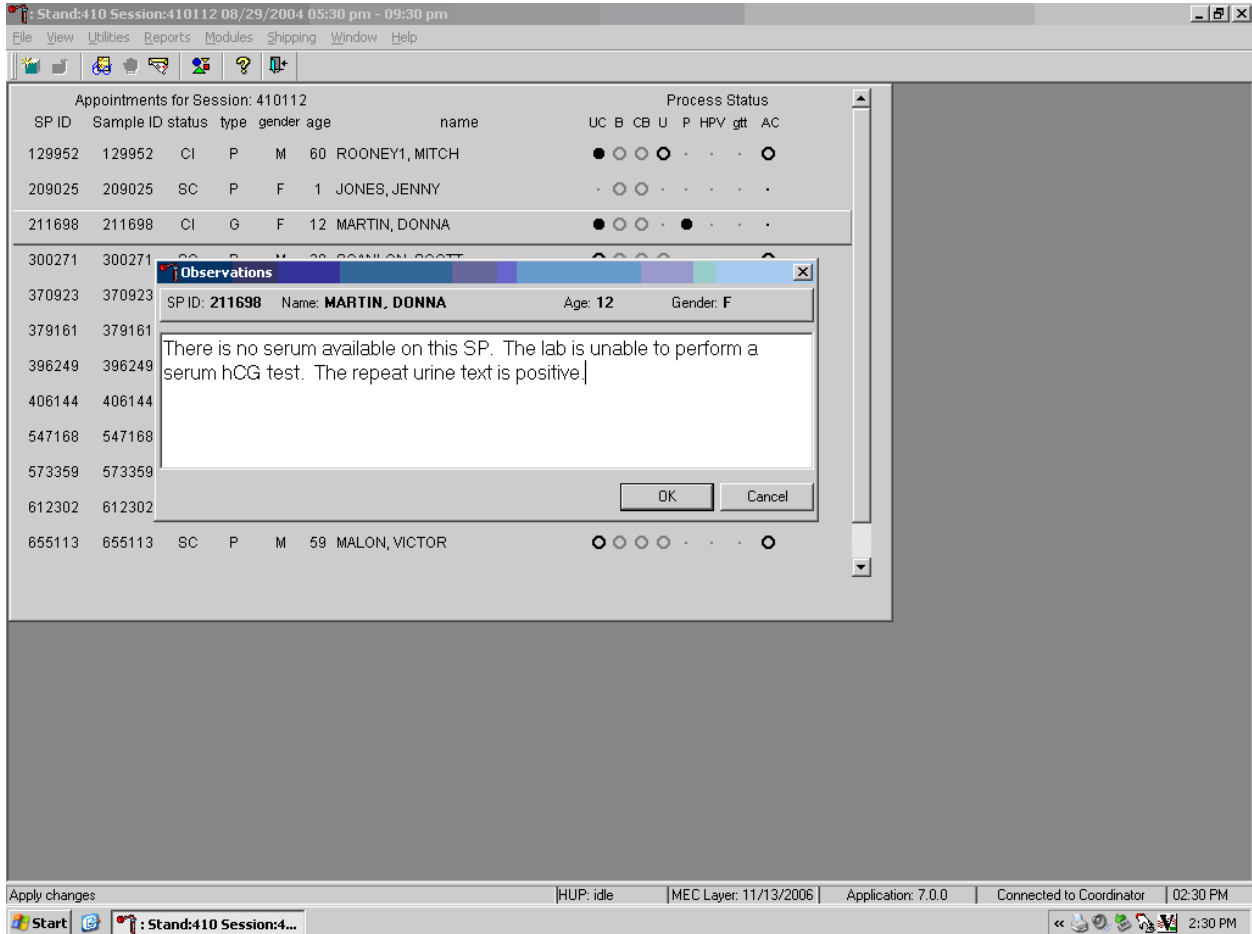 : Stand:410 Session:410112 08/29/2004 05:30 pm - 09:30 pm
File View Utilities Reports Modules Shipping Window Help
Appointments for Session: 410112 Process Status
SP ID Sample ID status type gender age name UC B CB U P HPV gtt AC
129952 129952 CI P M 60 ROONEY1, MITCH
209025 209025 SC P F 1 JONES, JENNY
211698 211698 CI G F 12 MARTIN, DONNA
300271 300271
Observations
370923 370923
SP ID: 211698 Name: MARTIN, DONNA Age: 12 Gender: F
379161 379161
There is no serum available on this SP. The lab is unable to perform a
396249 396249
serum hCG test. The repeat urine text is positive.
406144 406144
547168 547168
573359 573359
612302 612302
OK Cancel
655113 655113 SC P M 59 MALON, VICTOR
Apply changes HUP: idle MEC Layer: 11/13/2006 Application: 7.0.0 Connected to Coordinator 02:30 PM
Start : Stand:410 Session:4... « 2:30 PM